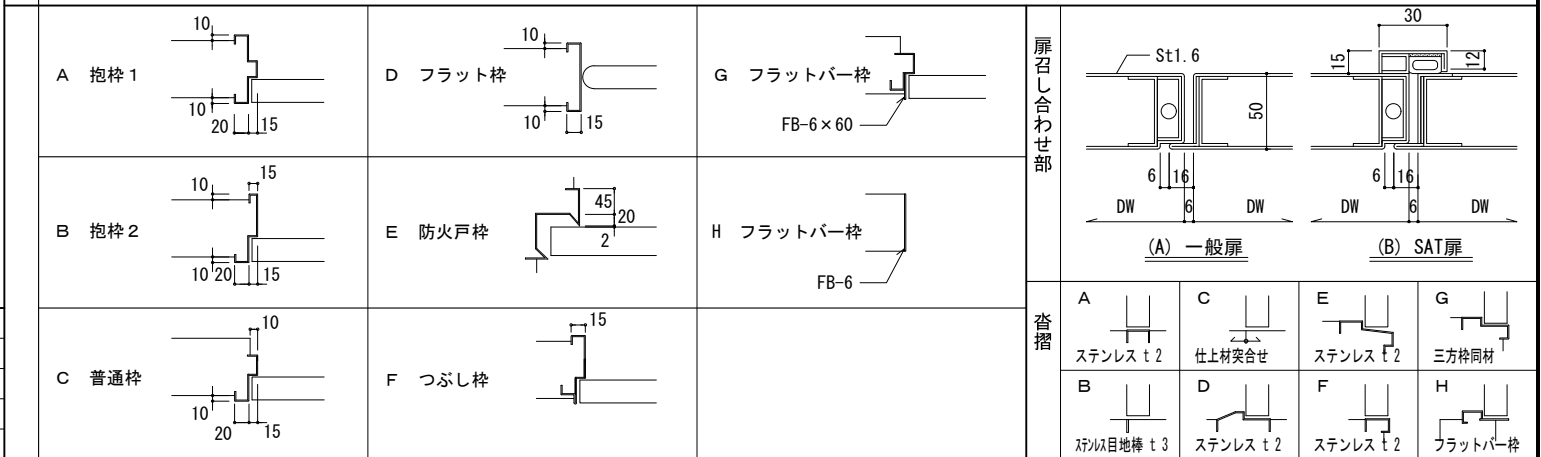 A 抱枠1
10
10
20
15
D フラット枠
10
10
15
G フラットバー枠
FB-6×60
B 抱枠2
10
15
10
20
15
E 防火戸枠
45
20
2
H フラットバー枠
FB-6
C 普通枠
10
10
20
15
F つぶし枠
15
扉召し合わせ部
St1.6
50
6
16
DW
6
DW
(A) 一般扉
30
15
12
6
16
DW
6
DW
(B) SAT扉
沓摺
A
ステンレス t2
C
仕上材突合せ
E
ステンレス t2
G
三方枠同材
B
ステンレス目地棒 t3
D
ステンレス t2
F
ステンレス t2
H
フラットバー枠